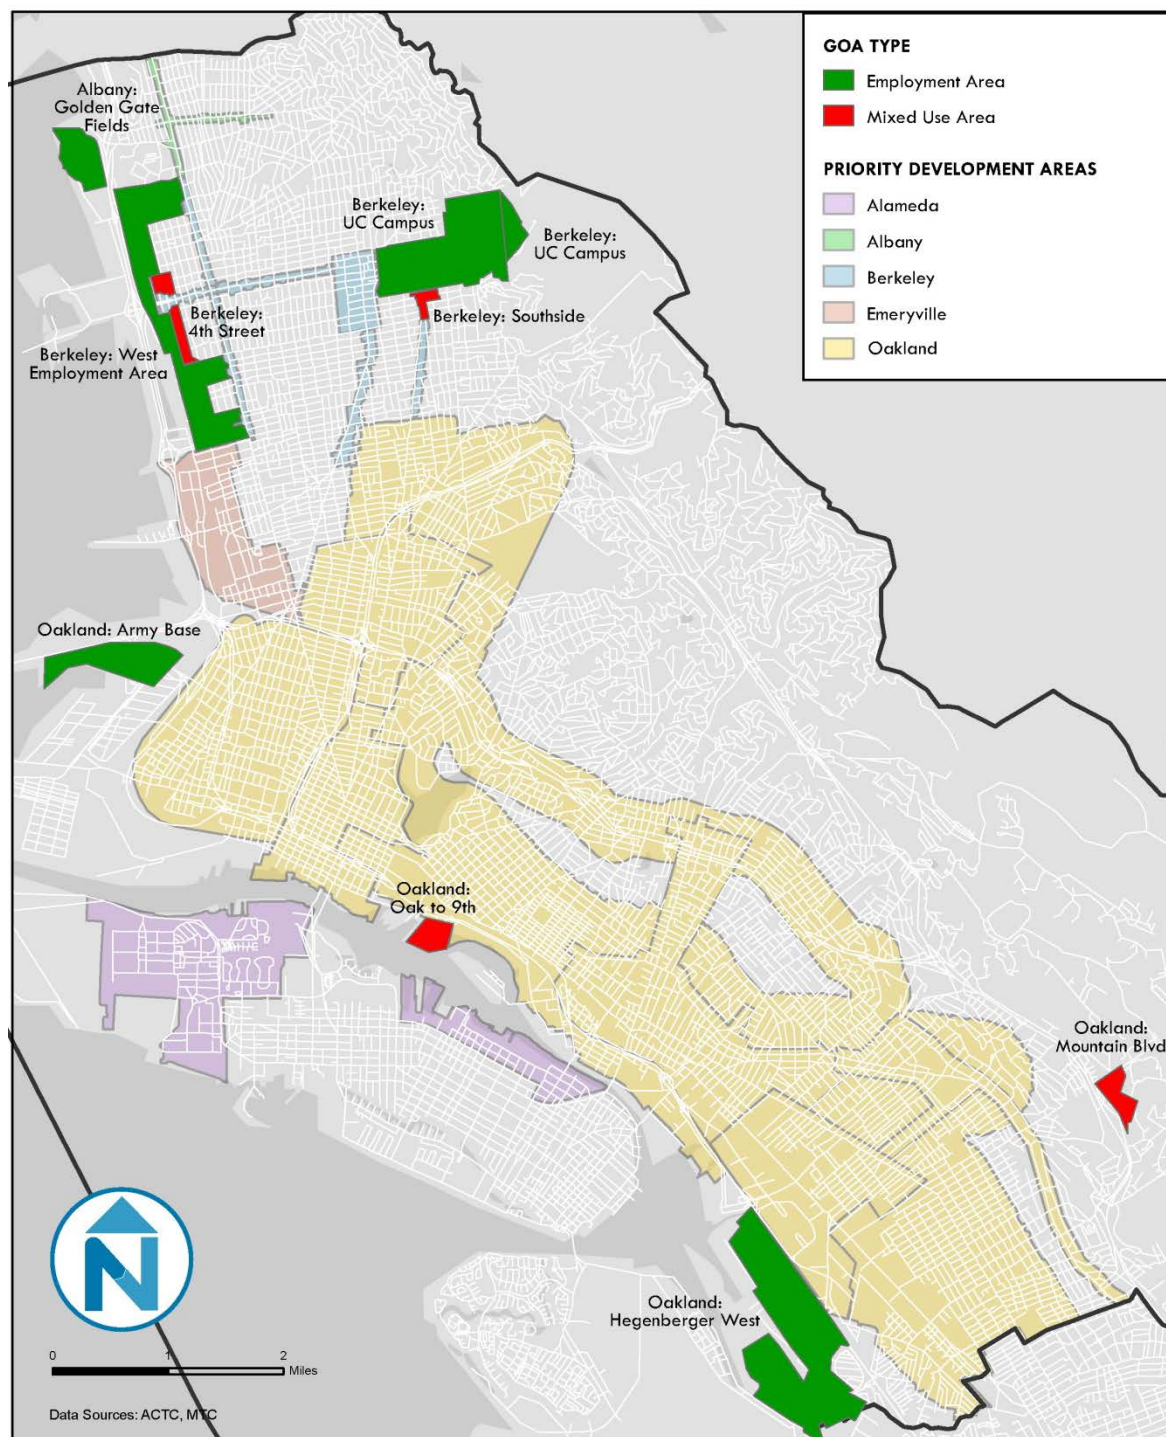 GOA TYPE
Employment Area
Mixed Use Area
PRIORITY DEVELOPMENT AREAS
Alameda
Albany
Berkeley
Emeryville
Oakland
Albany:
Golden Gate
Fields
Berkeley:
UC Campus
Berkeley:
UC Campus
Berkeley:
4th Street
Berkeley: Southside
Berkeley: West
Employment Area
Oakland: Army Base
Oakland:
Oak to 9th
Oakland:
Mountain Blvd
Oakland:
Hegenberger West
N
0 1 2
Miles
Data Sources: ACTC, MTC